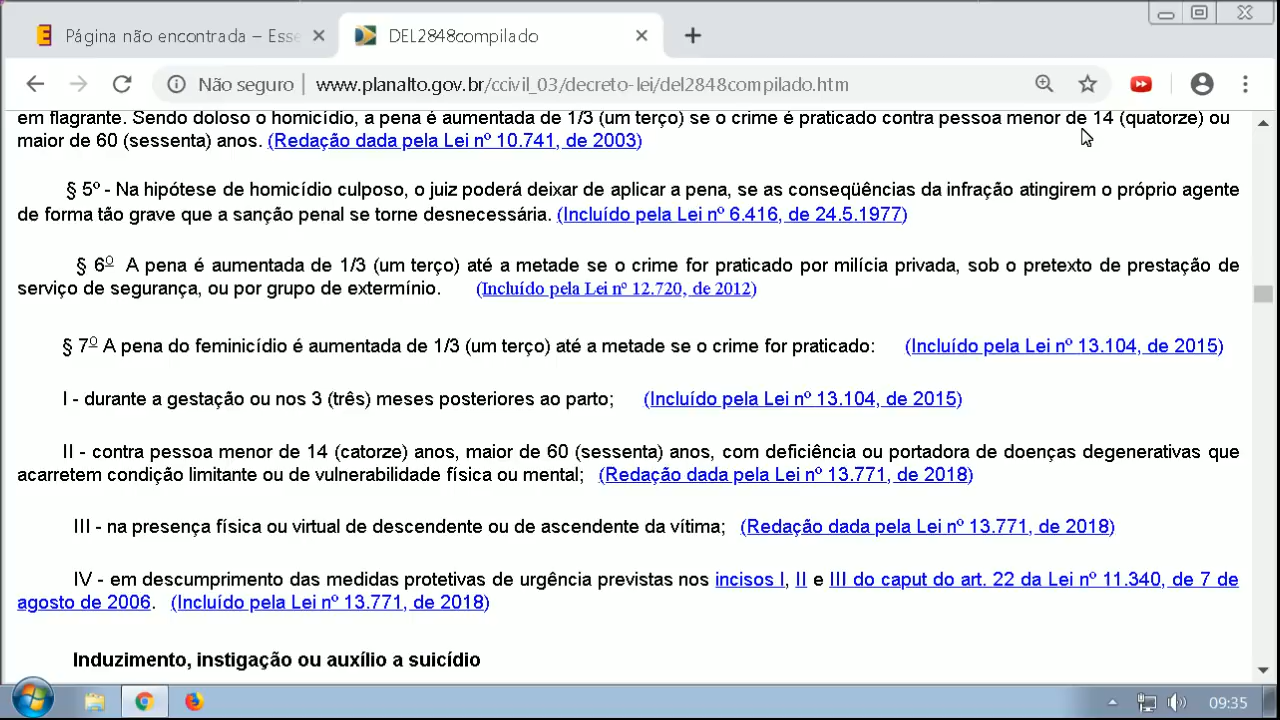 Página não encontrada – Esse
DEL2848compilado
Não seguro
www.planalto.gov.br/ccivil_03/decreto-lei/del2848compilado.htm
em flagrante. Sendo doloso o homicídio, a pena é aumentada de 1/3 (um terço) se o crime é praticado contra pessoa menor de 14 (quatorze) ou
maior de 60 (sessenta) anos. (Redação dada pela Lei nº 10.741, de 2003)
§ 5º - Na hipótese de homicídio culposo, o juiz poderá deixar de aplicar a pena, se as conseqüências da infração atingirem o próprio agente
de forma tão grave que a sanção penal se torne desnecessária. (Incluído pela Lei nº 6.416, de 24.5.1977)
§ 6º A pena é aumentada de 1/3 (um terço) até a metade se o crime for praticado por milícia privada, sob o pretexto de prestação de
serviço de segurança, ou por grupo de extermínio. (Incluído pela Lei nº 12.720, de 2012)
§ 7º A pena do feminicídio é aumentada de 1/3 (um terço) até a metade se o crime for praticado: (Incluído pela Lei nº 13.104, de 2015)
I - durante a gestação ou nos 3 (três) meses posteriores ao parto; (Incluído pela Lei nº 13.104, de 2015)
II - contra pessoa menor de 14 (catorze) anos, maior de 60 (sessenta) anos, com deficiência ou portadora de doenças degenerativas que
acarretem condição limitante ou de vulnerabilidade física ou mental; (Redação dada pela Lei nº 13.771, de 2018)
III - na presença física ou virtual de descendente ou de ascendente da vítima; (Redação dada pela Lei nº 13.771, de 2018)
IV - em descumprimento das medidas protetivas de urgência previstas nos incisos I, II e III do caput do art. 22 da Lei nº 11.340, de 7 de
agosto de 2006. (Incluído pela Lei nº 13.771, de 2018)
Induzimento, instigação ou auxílio a suicídio
09:35